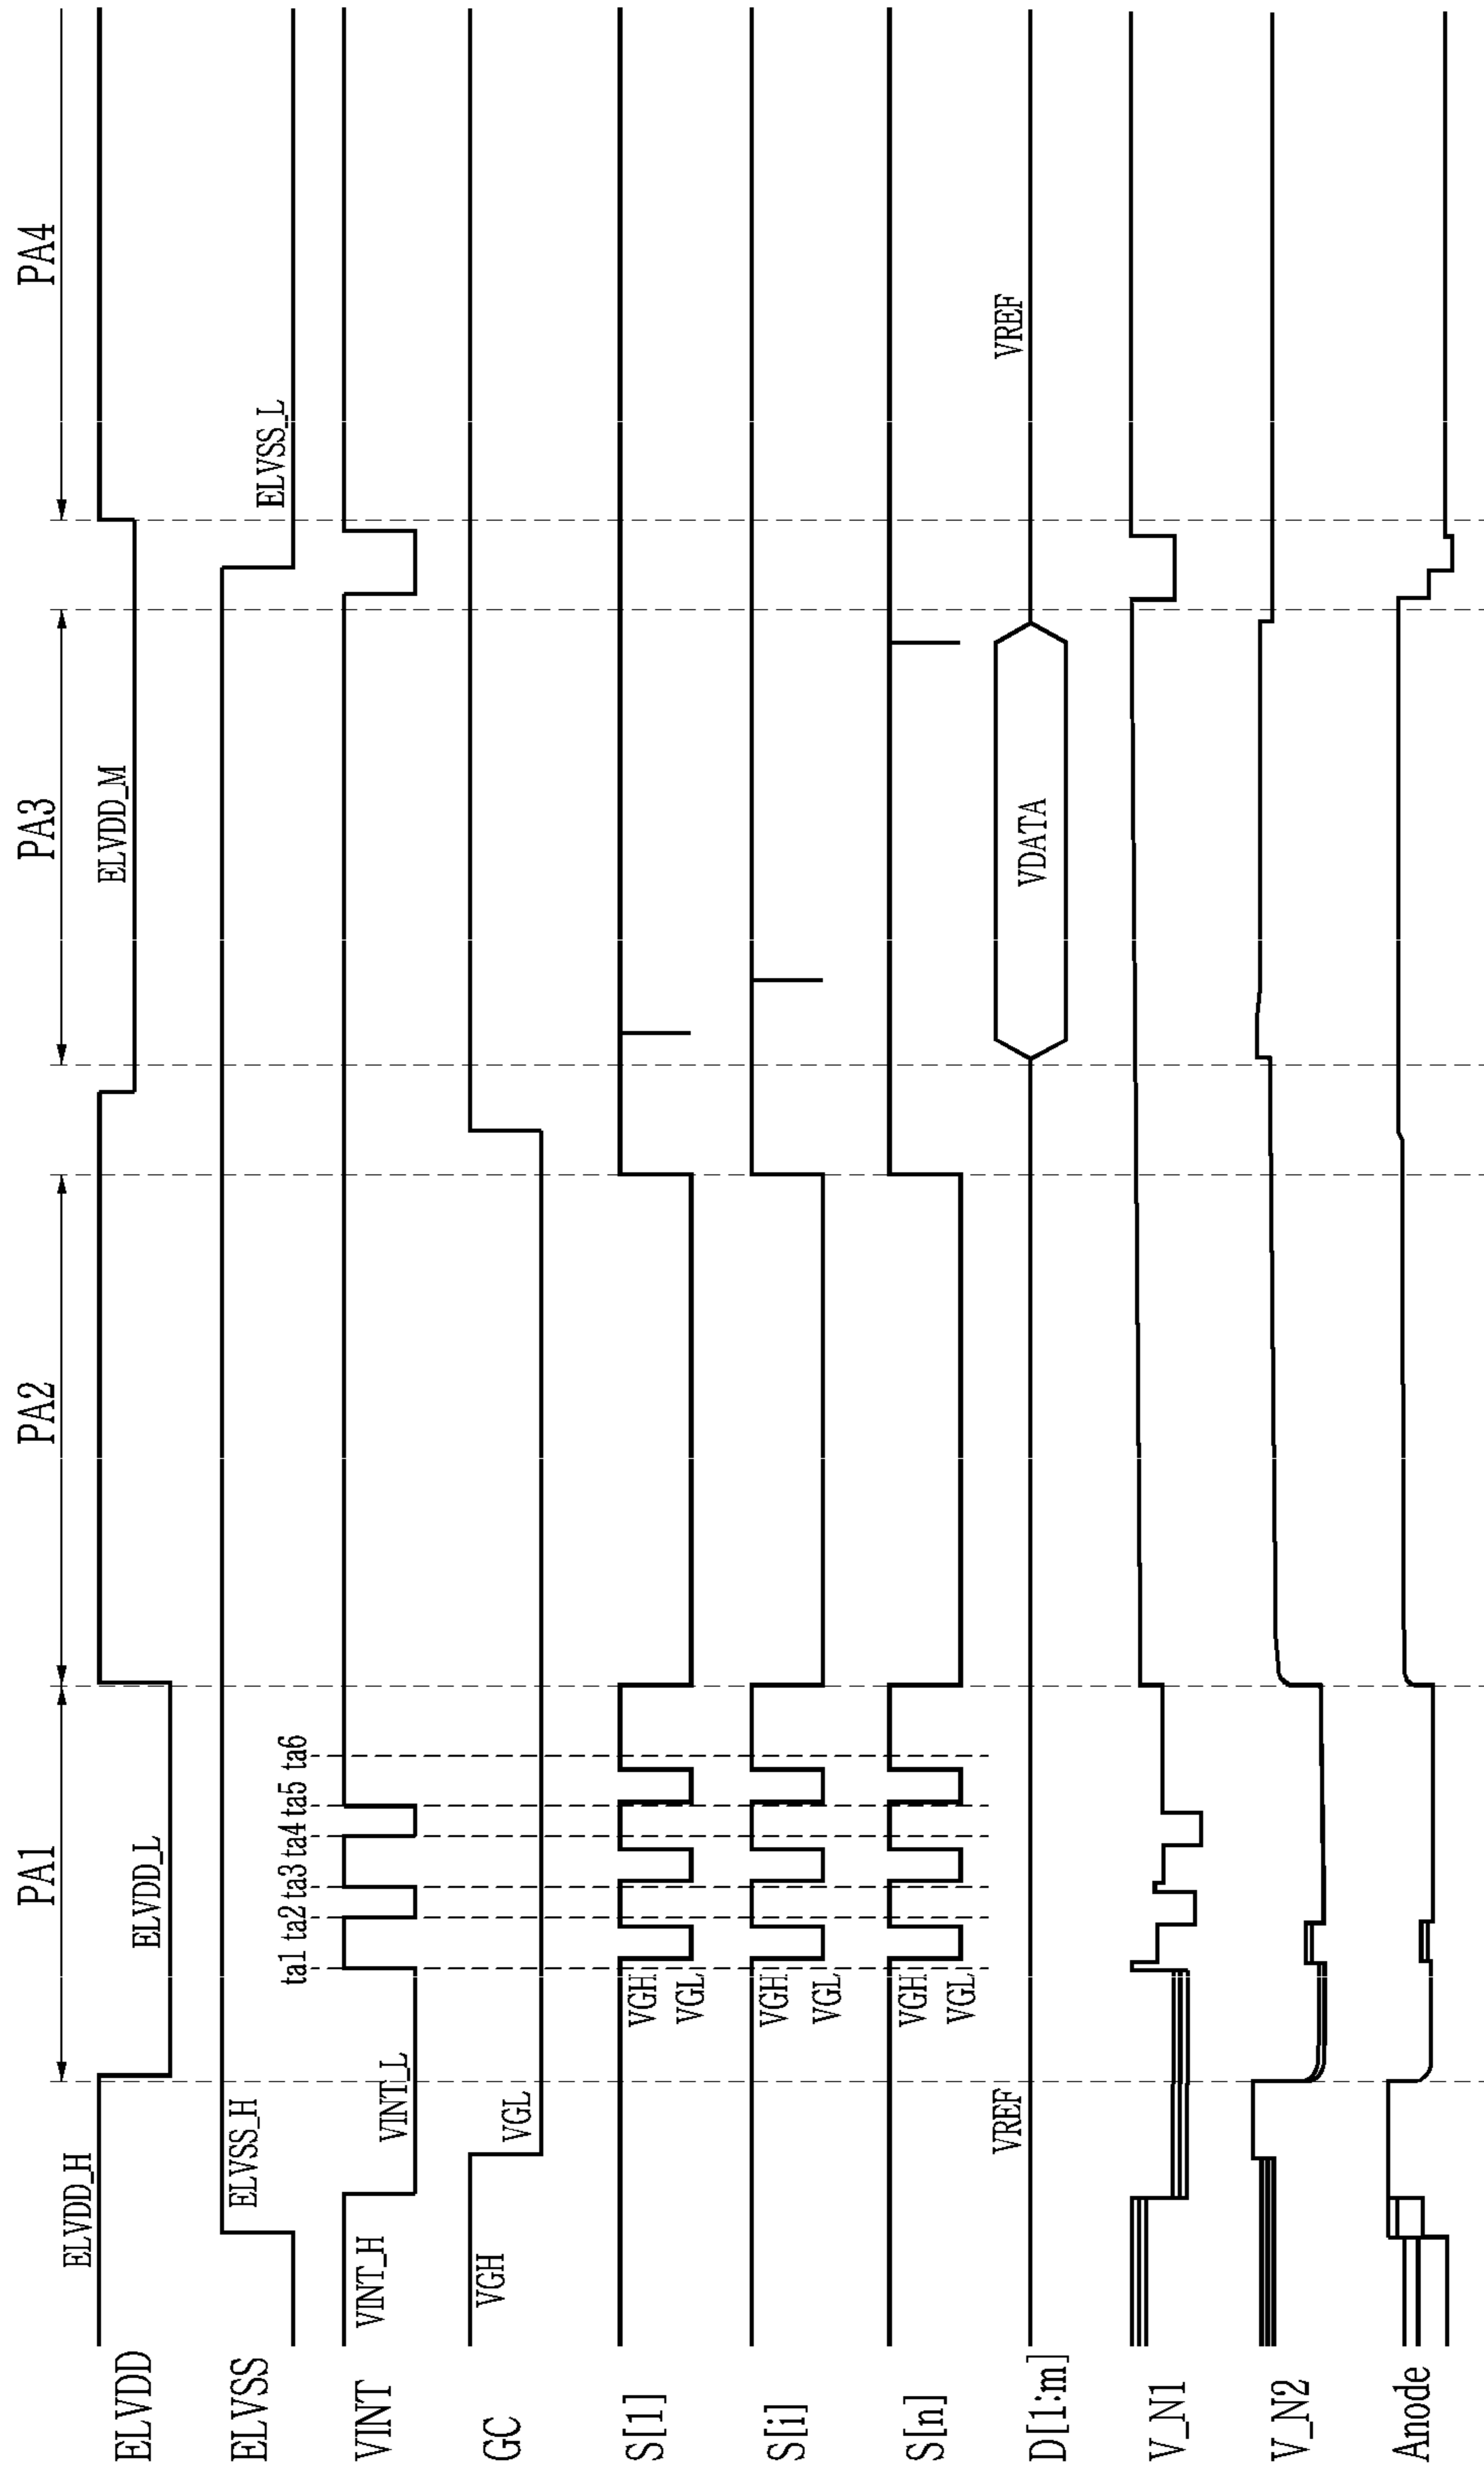 PA1 PA2 PA3 PA4
ELVDD ELVDD_H ELVDD_L ELVDD_M
ELVSS ELVSS_H ELVSS_L
ta1 ta2 ta3 ta4 ta5 ta6
VINT VINT_H VINT_L
GC VGH VGL
S[1] VGH VGL
S[i] VGH VGL
S[n] VGH VGL
D[1:m] VREF VDATA VREF
V_N1
V_N2
Anode